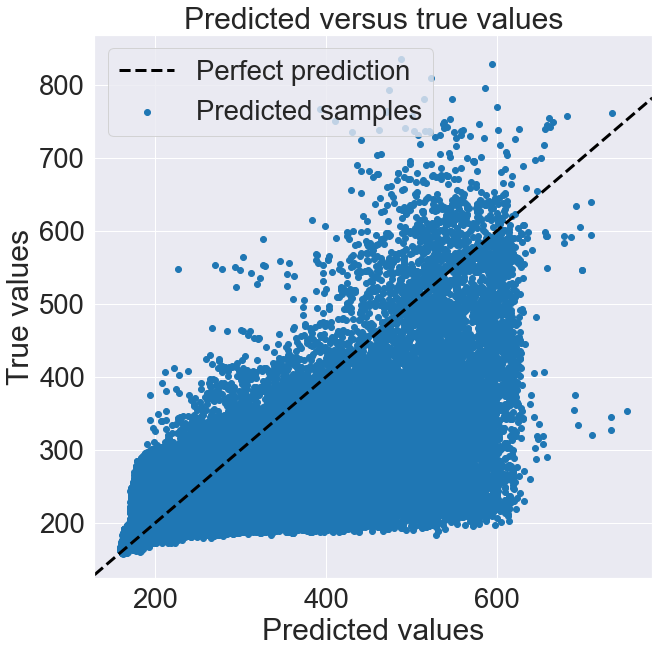 Predicted versus true values
Perfect prediction
Predicted samples
800
700
600
500
400
300
200
True values
200 400 600
Predicted values